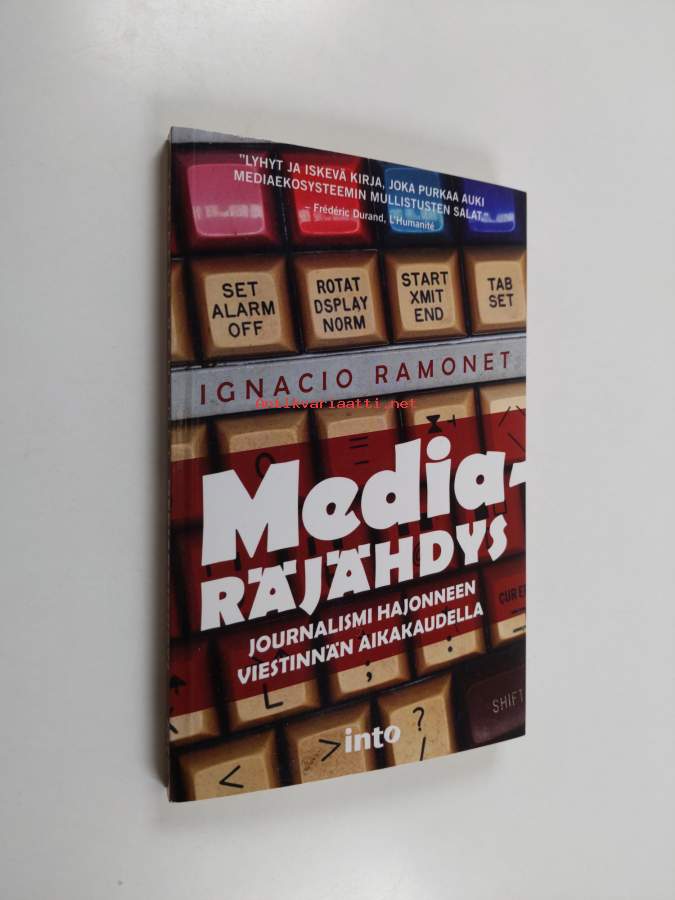 "LYHYT JA ISKEVÄ KIRJA, JOKA PURKAA AUKI
MEDIAEKOSYSTEEMIN MULLISTUSTEN SALAT."
– Frédéric Durand, L'Humanité
SET
ALARM
OFF
ROTAT
DSPLAY
NORM
START
XMIT
END
TAB
SET
IGNACIO RAMONET
antikvariaatti.net
Media-
RÄJÄHDYS
JOURNALISMI HAJONNEEN
VIESTINNÄN AIKAKAUDELLA
SHIFT
<
>
?
/
into